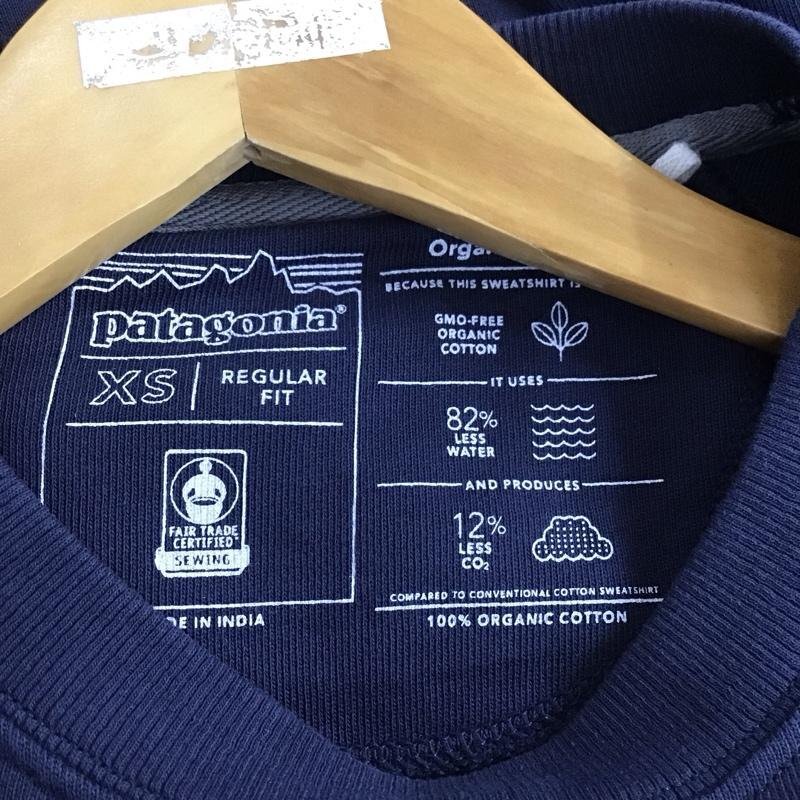 patagonia®
XS
REGULAR
FIT
FAIR TRADE
CERTIFIED
SEWING
DE IN INDIA
BECAUSE THIS SWEATSHIRT IS
GMO-FREE
ORGANIC
COTTON
IT USES
82%
LESS
WATER
AND PRODUCES
12%
LESS
CO₂
COMPARED TO CONVENTIONAL COTTON SWEATSHIRT
100% ORGANIC COTTON